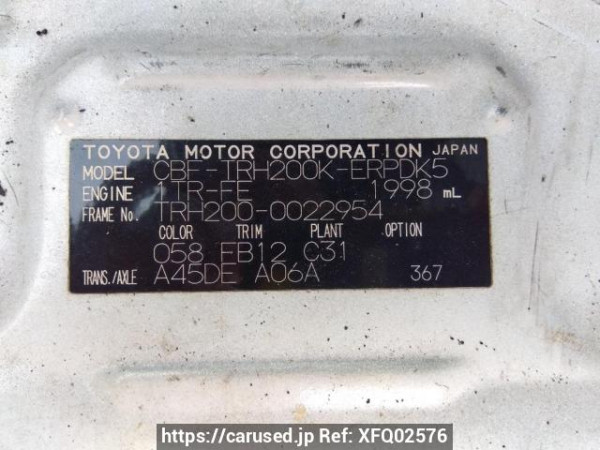 TOYOTA MOTOR CORPORATION JAPAN
MODEL CBF-TRH200K-ERPDK5
ENGINE 1TR-FE 1998 mL
FRAME No. TRH200-0022954
COLOR TRIM PLANT OPTION
058 EB12 C31
TRANS./AXLE A45DE A06A 367
https://carused.jp Ref: XFQ02576